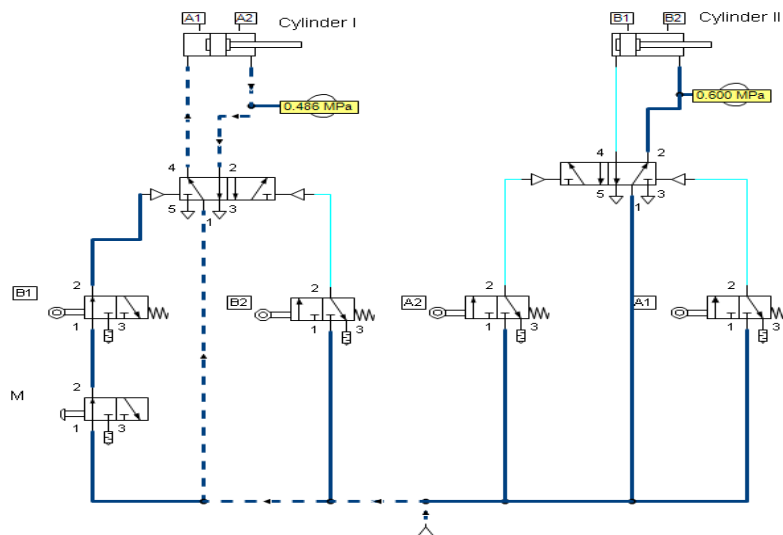 A1 A2 Cylinder I B1 B2 Cylinder II
0.486 MPa 0.600 MPa
4 2 4 2
5 1 3 5 1 3
B1 2 B2 2 A2 2 A1 2
1 3 1 3 1 3 1 3
M 2
1 3